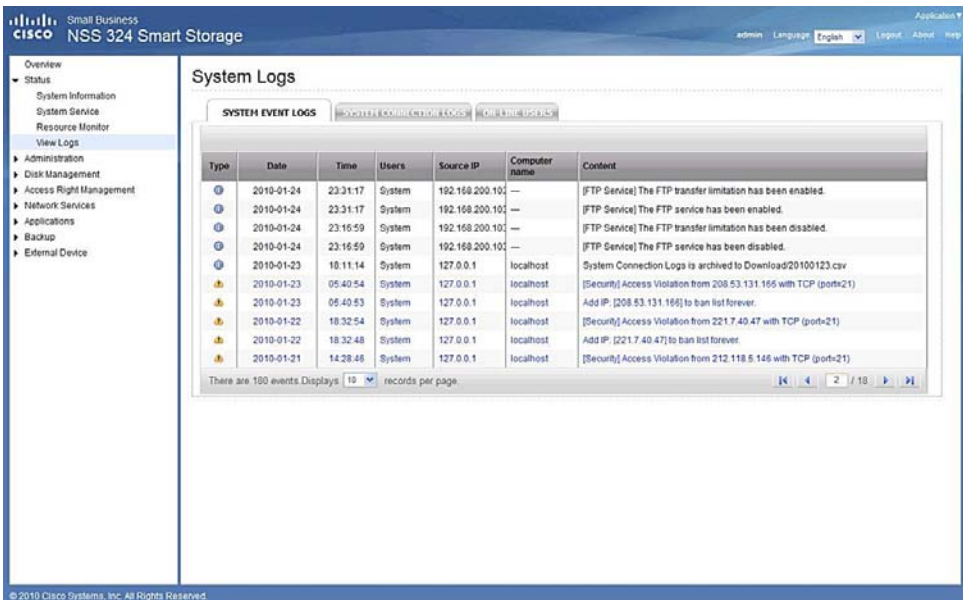 Small Business
CISCO NSS 324 Smart Storage
Application
admin Language English Logout About Help
Overview
Status
System Information
System Service
Resource Monitor
View Logs
Administration
Disk Management
Access Right Management
Network Services
Applications
Backup
External Device
System Logs
SYSTEM EVENT LOGS SYSTEM CONNECTION LOGS ON-LINE USERS
Type Date Time Users Source IP Computer name Content
2010-01-24 23:31:17 System 192.168.200.102 --- [FTP Service] The FTP transfer limitation has been enabled.
2010-01-24 23:31:17 System 192.168.200.102 --- [FTP Service] The FTP service has been enabled.
2010-01-24 23:16:59 System 192.168.200.102 --- [FTP Service] The FTP transfer limitation has been disabled.
2010-01-24 23:16:59 System 192.168.200.102 --- [FTP Service] The FTP service has been disabled.
2010-01-23 18:11:14 System 127.0.0.1 localhost System Connection Logs is archived to Download/20100123.csv
2010-01-23 05:40:54 System 127.0.0.1 localhost [Security] Access Violation from 208.53.131.166 with TCP (port=21)
2010-01-23 05:40:53 System 127.0.0.1 localhost Add IP: [208.53.131.166] to ban list forever.
2010-01-22 18:32:54 System 127.0.0.1 localhost [Security] Access Violation from 221.7.40.47 with TCP (port=21)
2010-01-22 18:32:48 System 127.0.0.1 localhost Add IP: [221.7.40.47] to ban list forever.
2010-01-21 14:28:46 System 127.0.0.1 localhost [Security] Access Violation from 212.118.5.146 with TCP (port=21)
There are 180 events.Displays 10 records per page. 2 / 18
© 2010 Cisco Systems, Inc. All Rights Reserved.